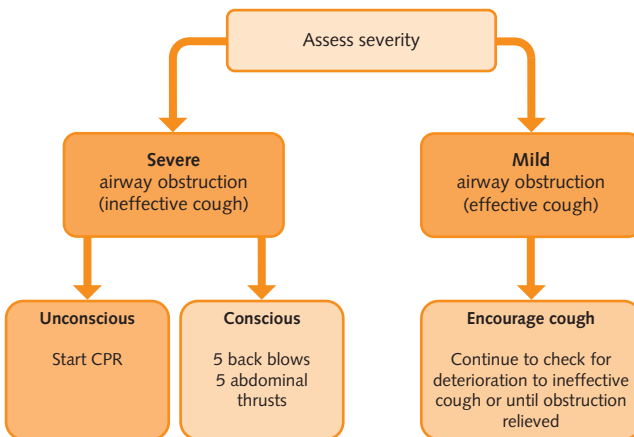 Assess severity
Severe
airway obstruction
(ineffective cough)
Mild
airway obstruction
(effective cough)
Unconscious
Start CPR
Conscious
5 back blows
5 abdominal
thrusts
Encourage cough
Continue to check for
deterioration to ineffective
cough or until obstruction
relieved